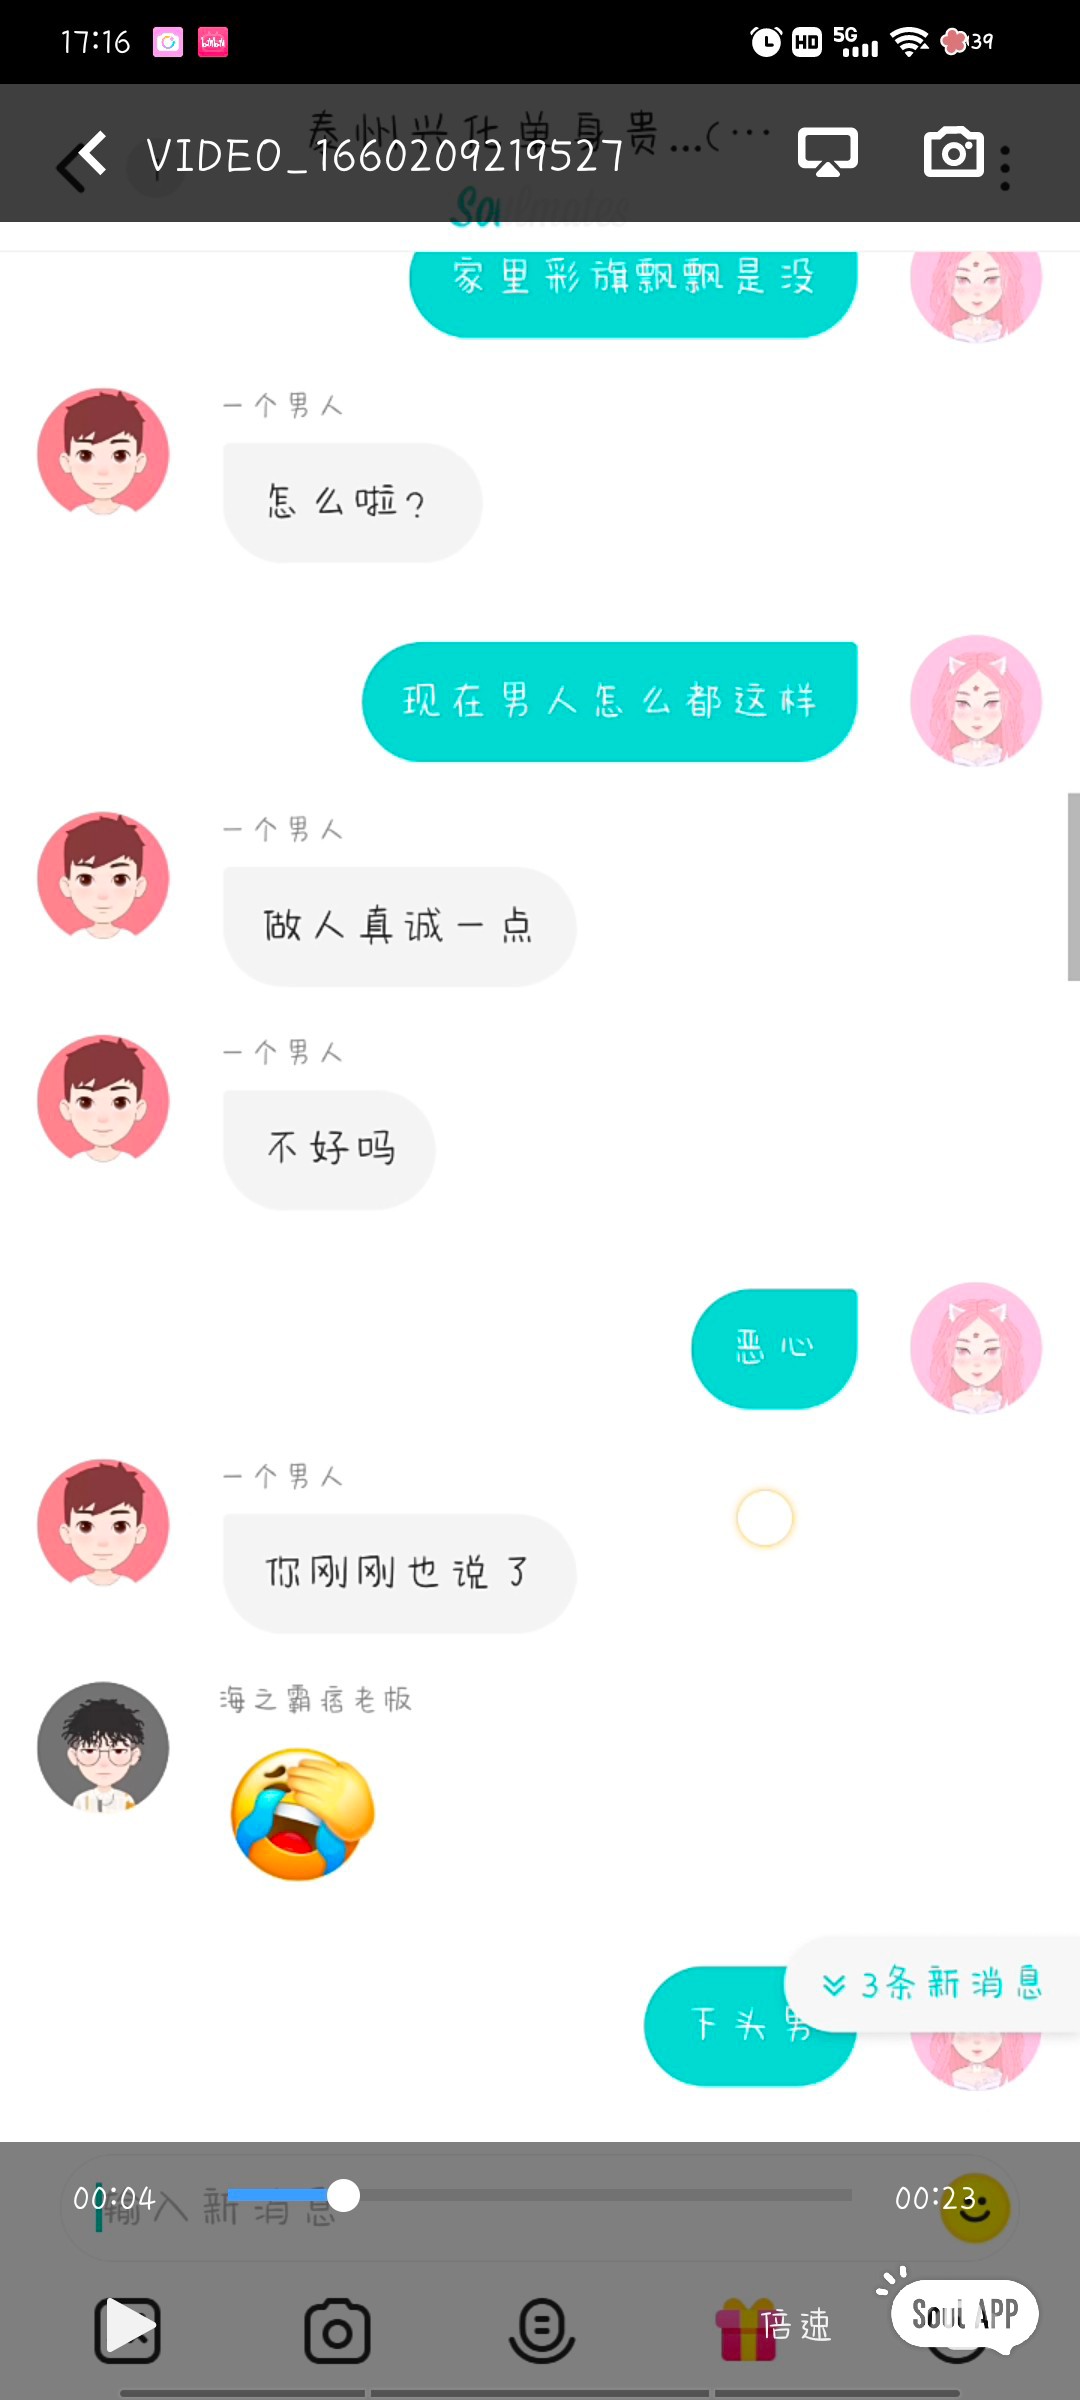 17:16
HD 5G 39
泰州兴化单身贵...(…
VIDEO_1660209219527
Soulmates
家里彩旗飘飘是没
一个男人
怎么啦?
现在男人怎么都这样
一个男人
做人真诚一点
一个男人
不好吗
恶心
一个男人
你刚刚也说了
海之霸痞老板
3条新消息
下头男
00:04
输入新消息
00:23
倍速
Soul APP